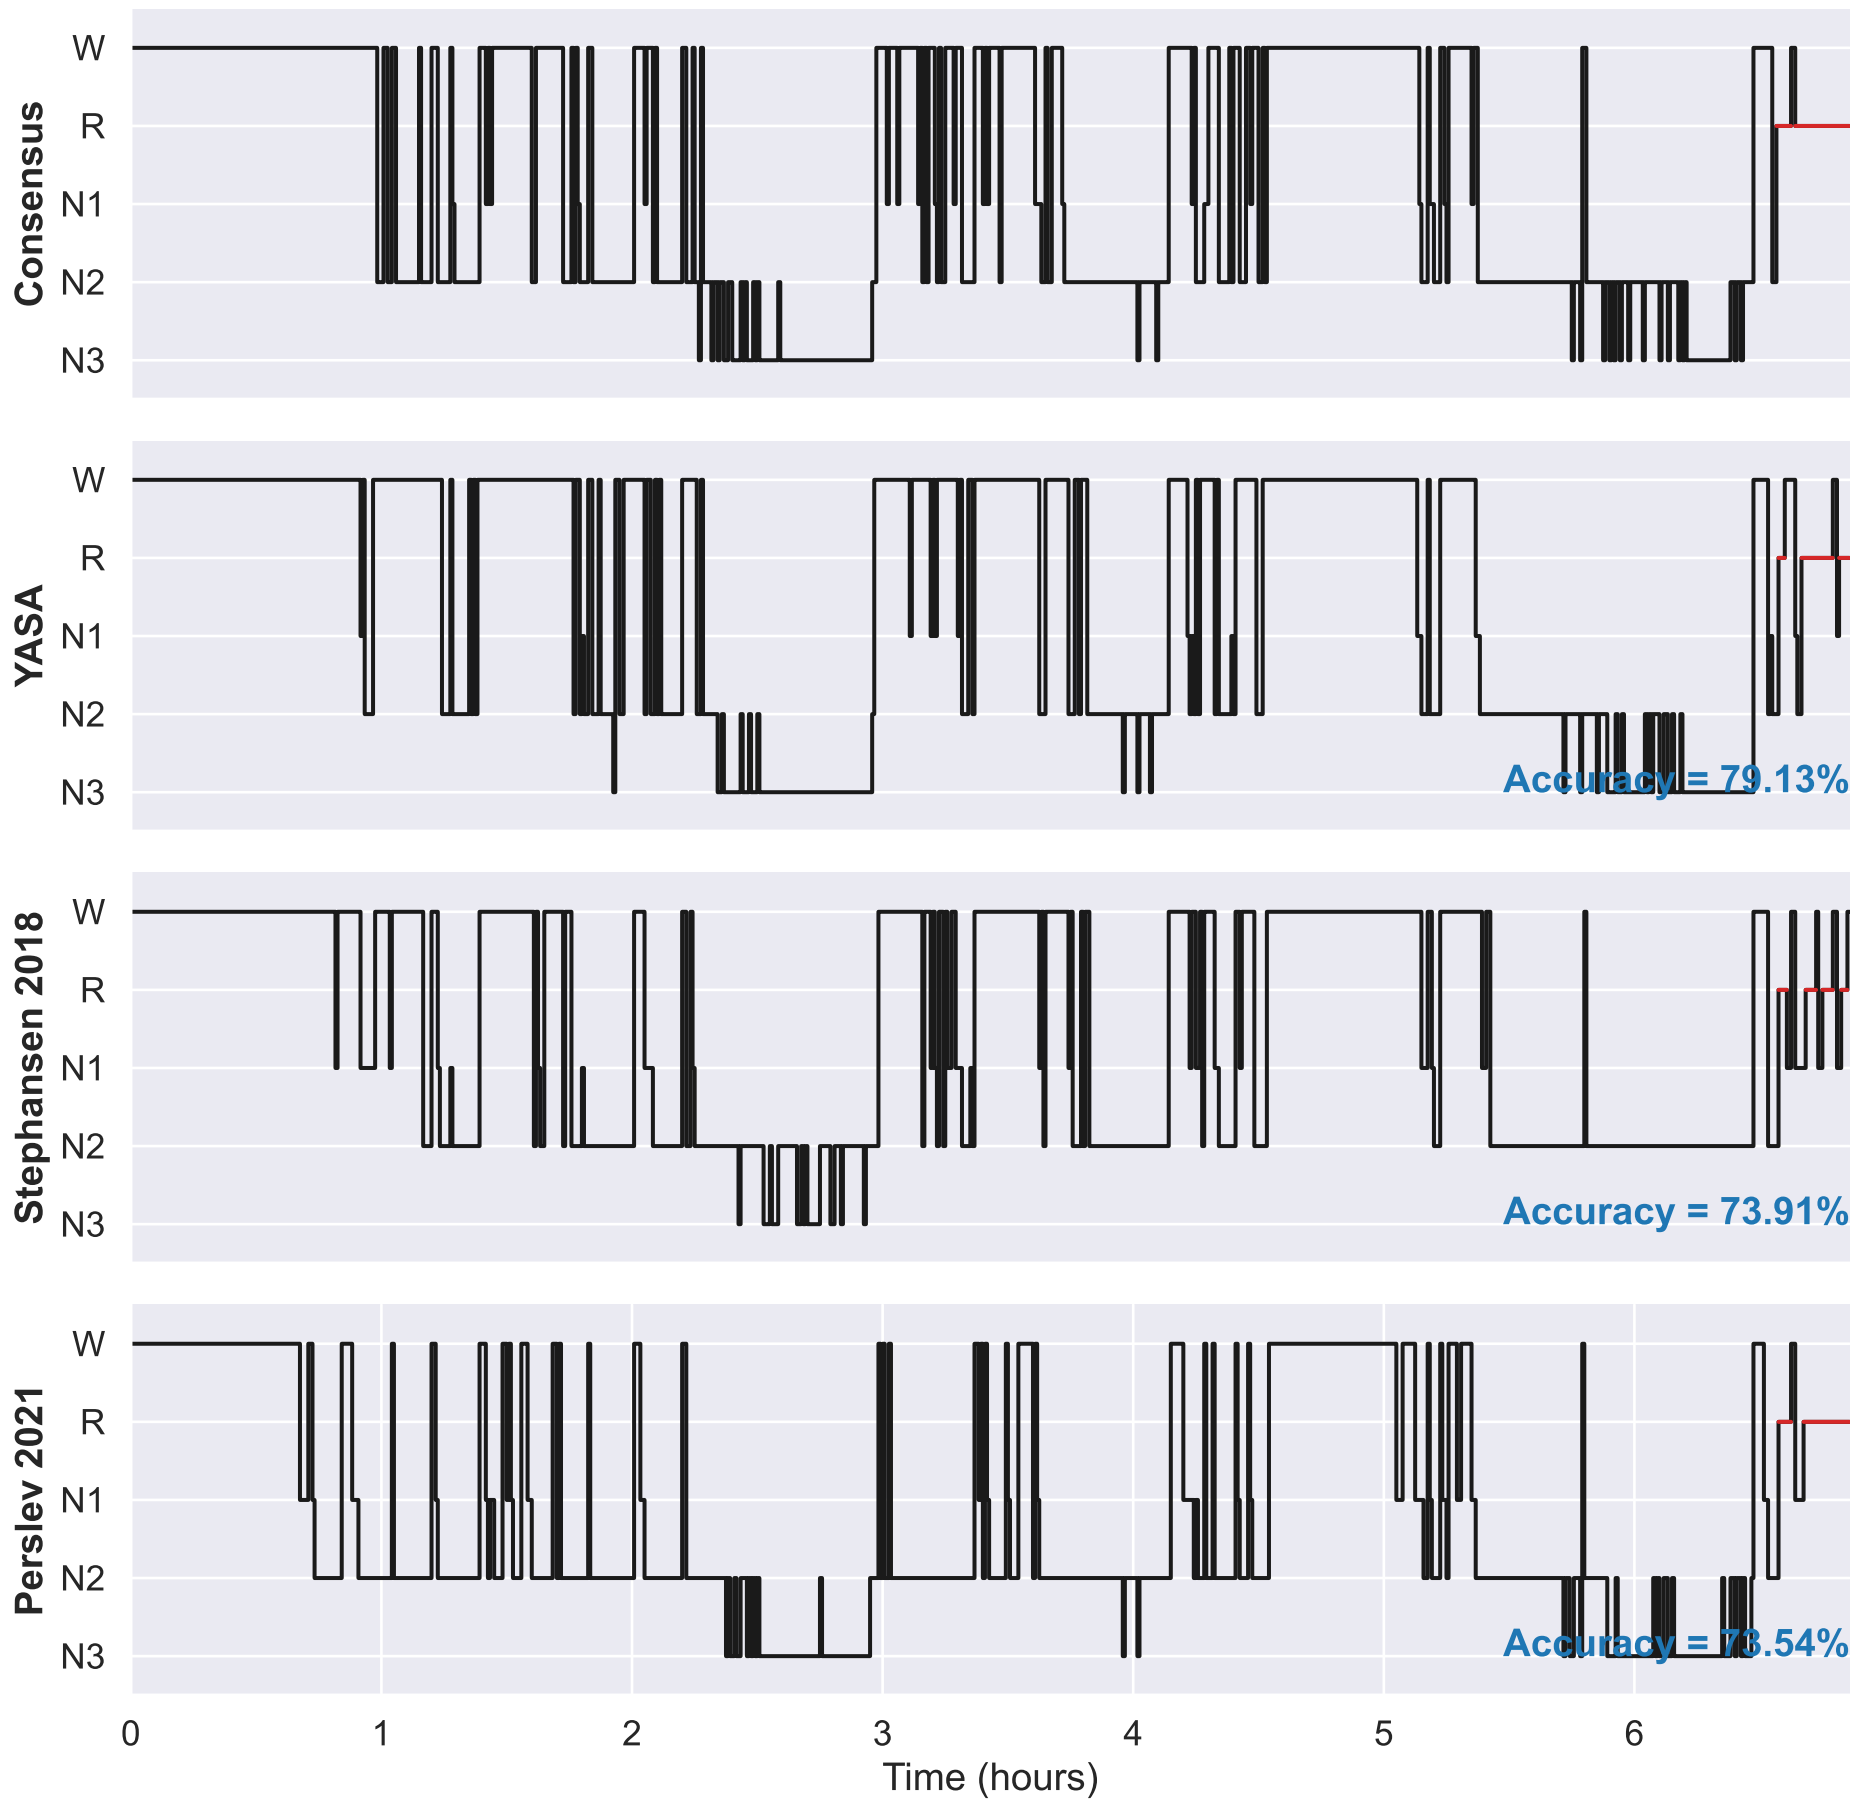 Consensus
W
R
N1
N2
N3
YASA
W
R
N1
N2
N3
Accuracy = 79.13%
Stephansen 2018
W
R
N1
N2
N3
Accuracy = 73.91%
Perslev 2021
W
R
N1
N2
N3
Accuracy = 73.54%
0 1 2 3 4 5 6
Time (hours)